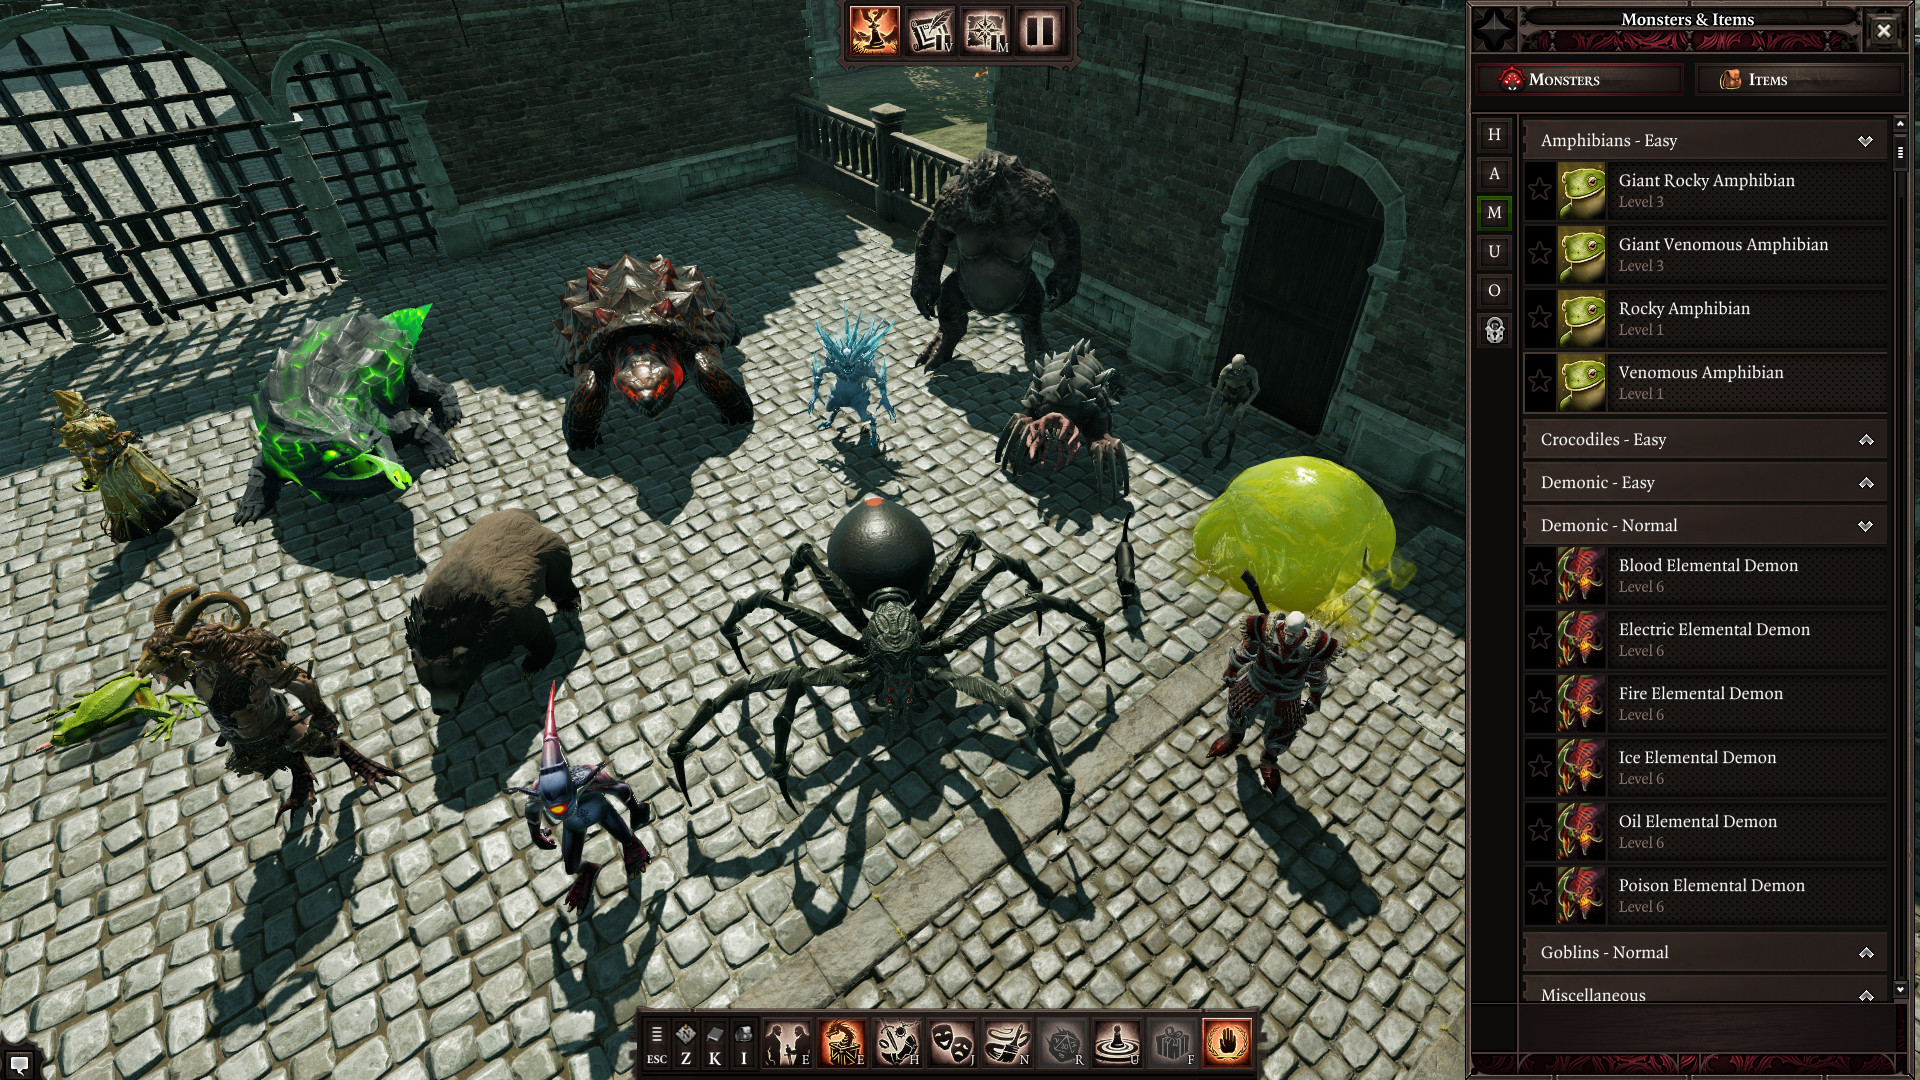 V
M
Monsters & Items
Monsters
Items
H
A
M
U
O
Amphibians - Easy
Giant Rocky Amphibian
Level 3
Giant Venomous Amphibian
Level 3
Rocky Amphibian
Level 1
Venomous Amphibian
Level 1
Crocodiles - Easy
Demonic - Easy
Demonic - Normal
Blood Elemental Demon
Level 6
Electric Elemental Demon
Level 6
Fire Elemental Demon
Level 6
Ice Elemental Demon
Level 6
Oil Elemental Demon
Level 6
Poison Elemental Demon
Level 6
Goblins - Normal
Miscellaneous
ESC Z K I E E H J N R U F